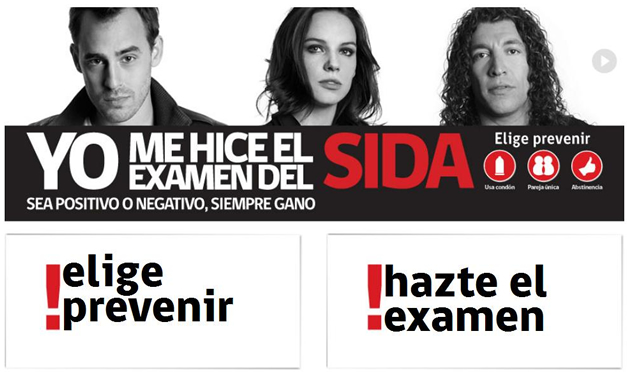 YO ME HICE EL
EXAMEN DEL SIDA
SEA POSITIVO O NEGATIVO, SIEMPRE GANO
Elige prevenir
Usa condón Pareja única Abstinencia
!elige
prevenir
!hazte el
examen